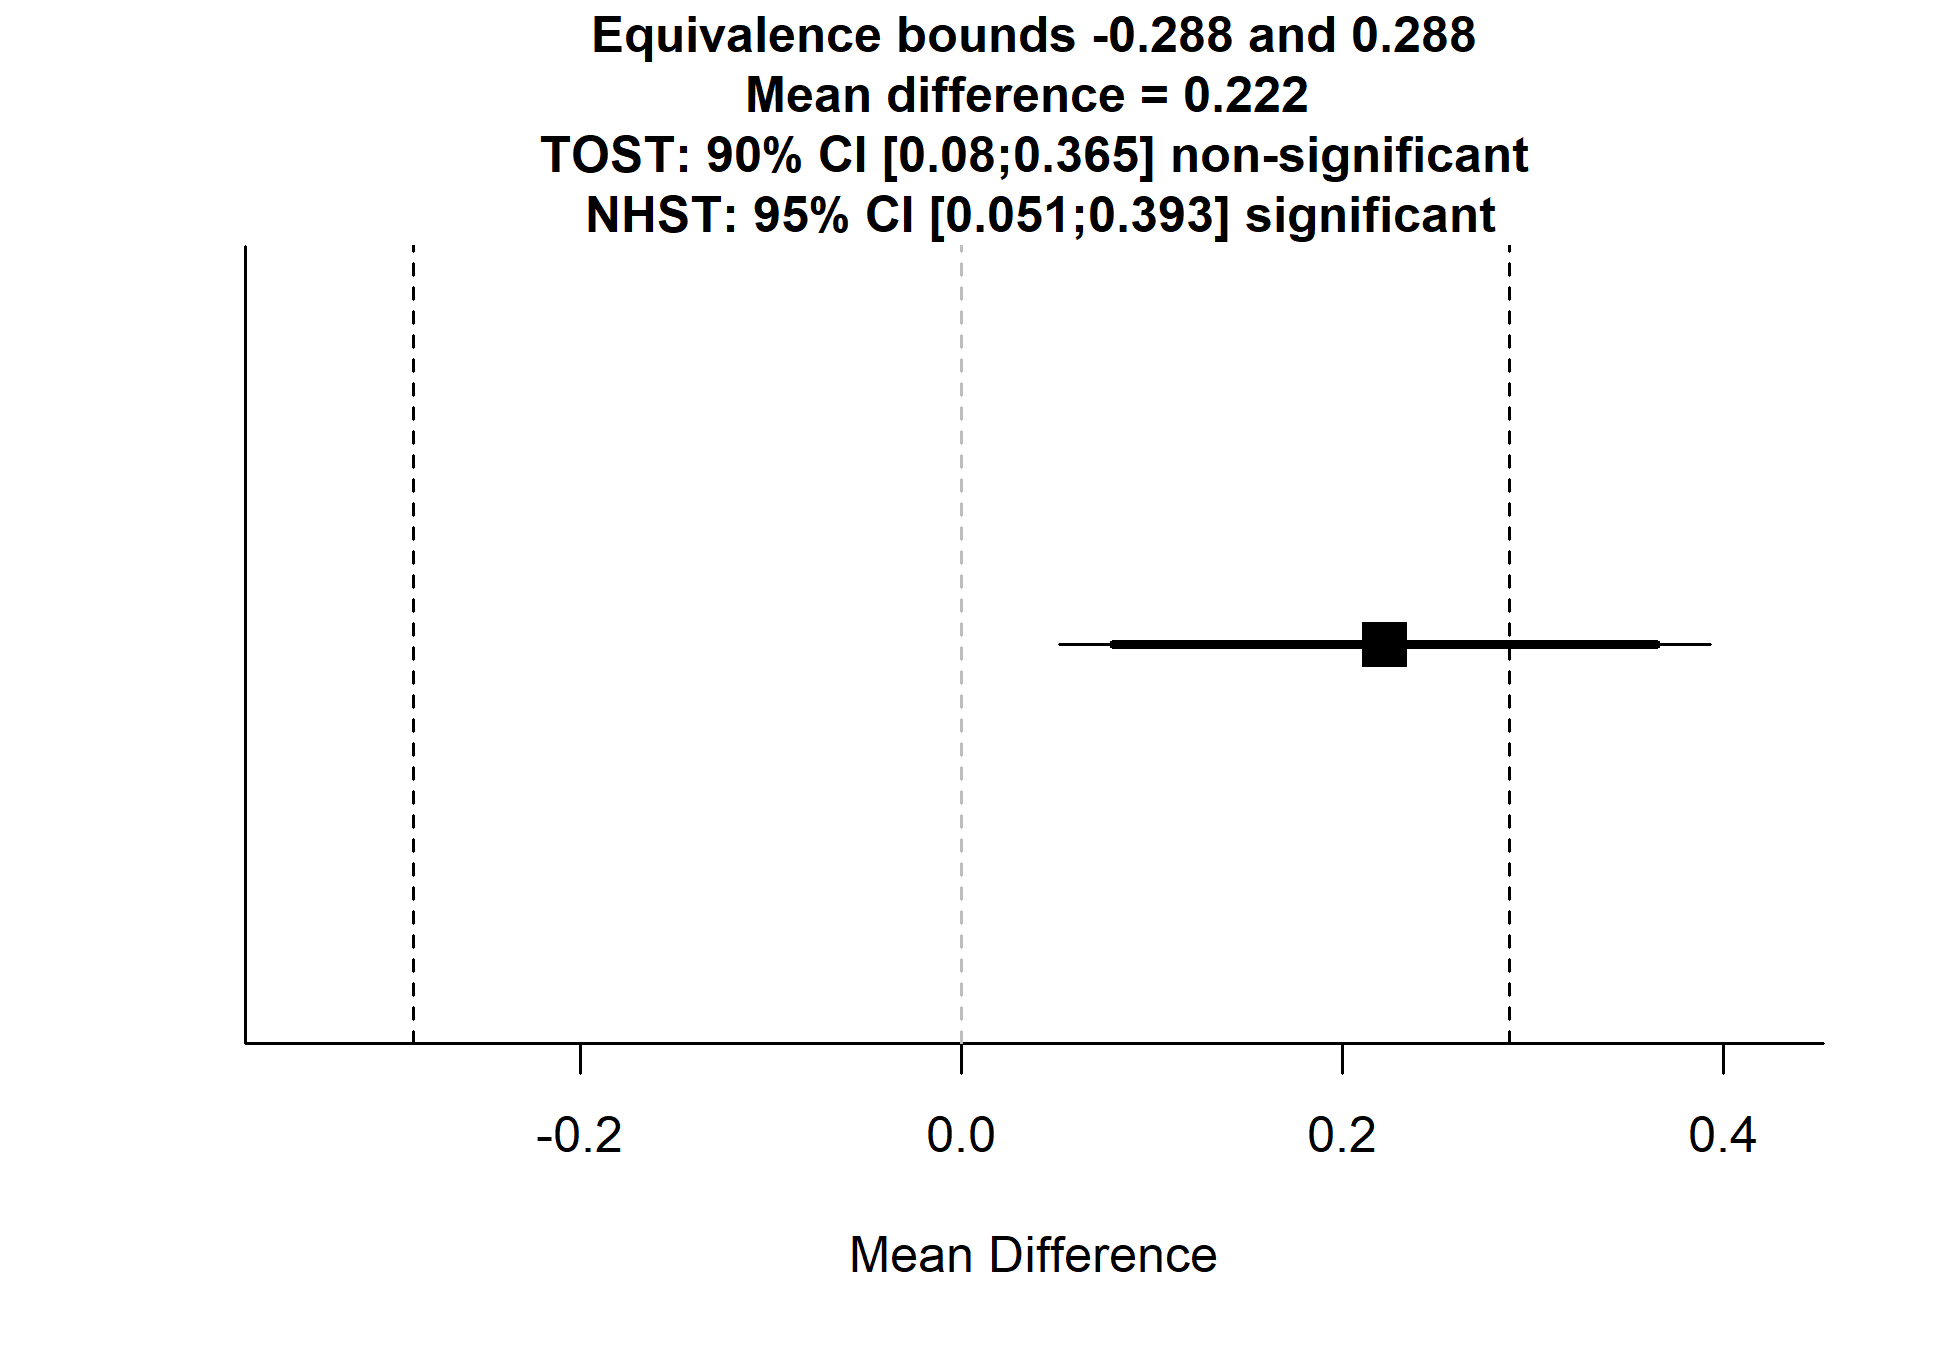 Equivalence bounds -0.288 and 0.288
Mean difference = 0.222
TOST: 90% CI [0.08;0.365] non-significant
NHST: 95% CI [0.051;0.393] significant
-0.2 0.0 0.2 0.4
Mean Difference